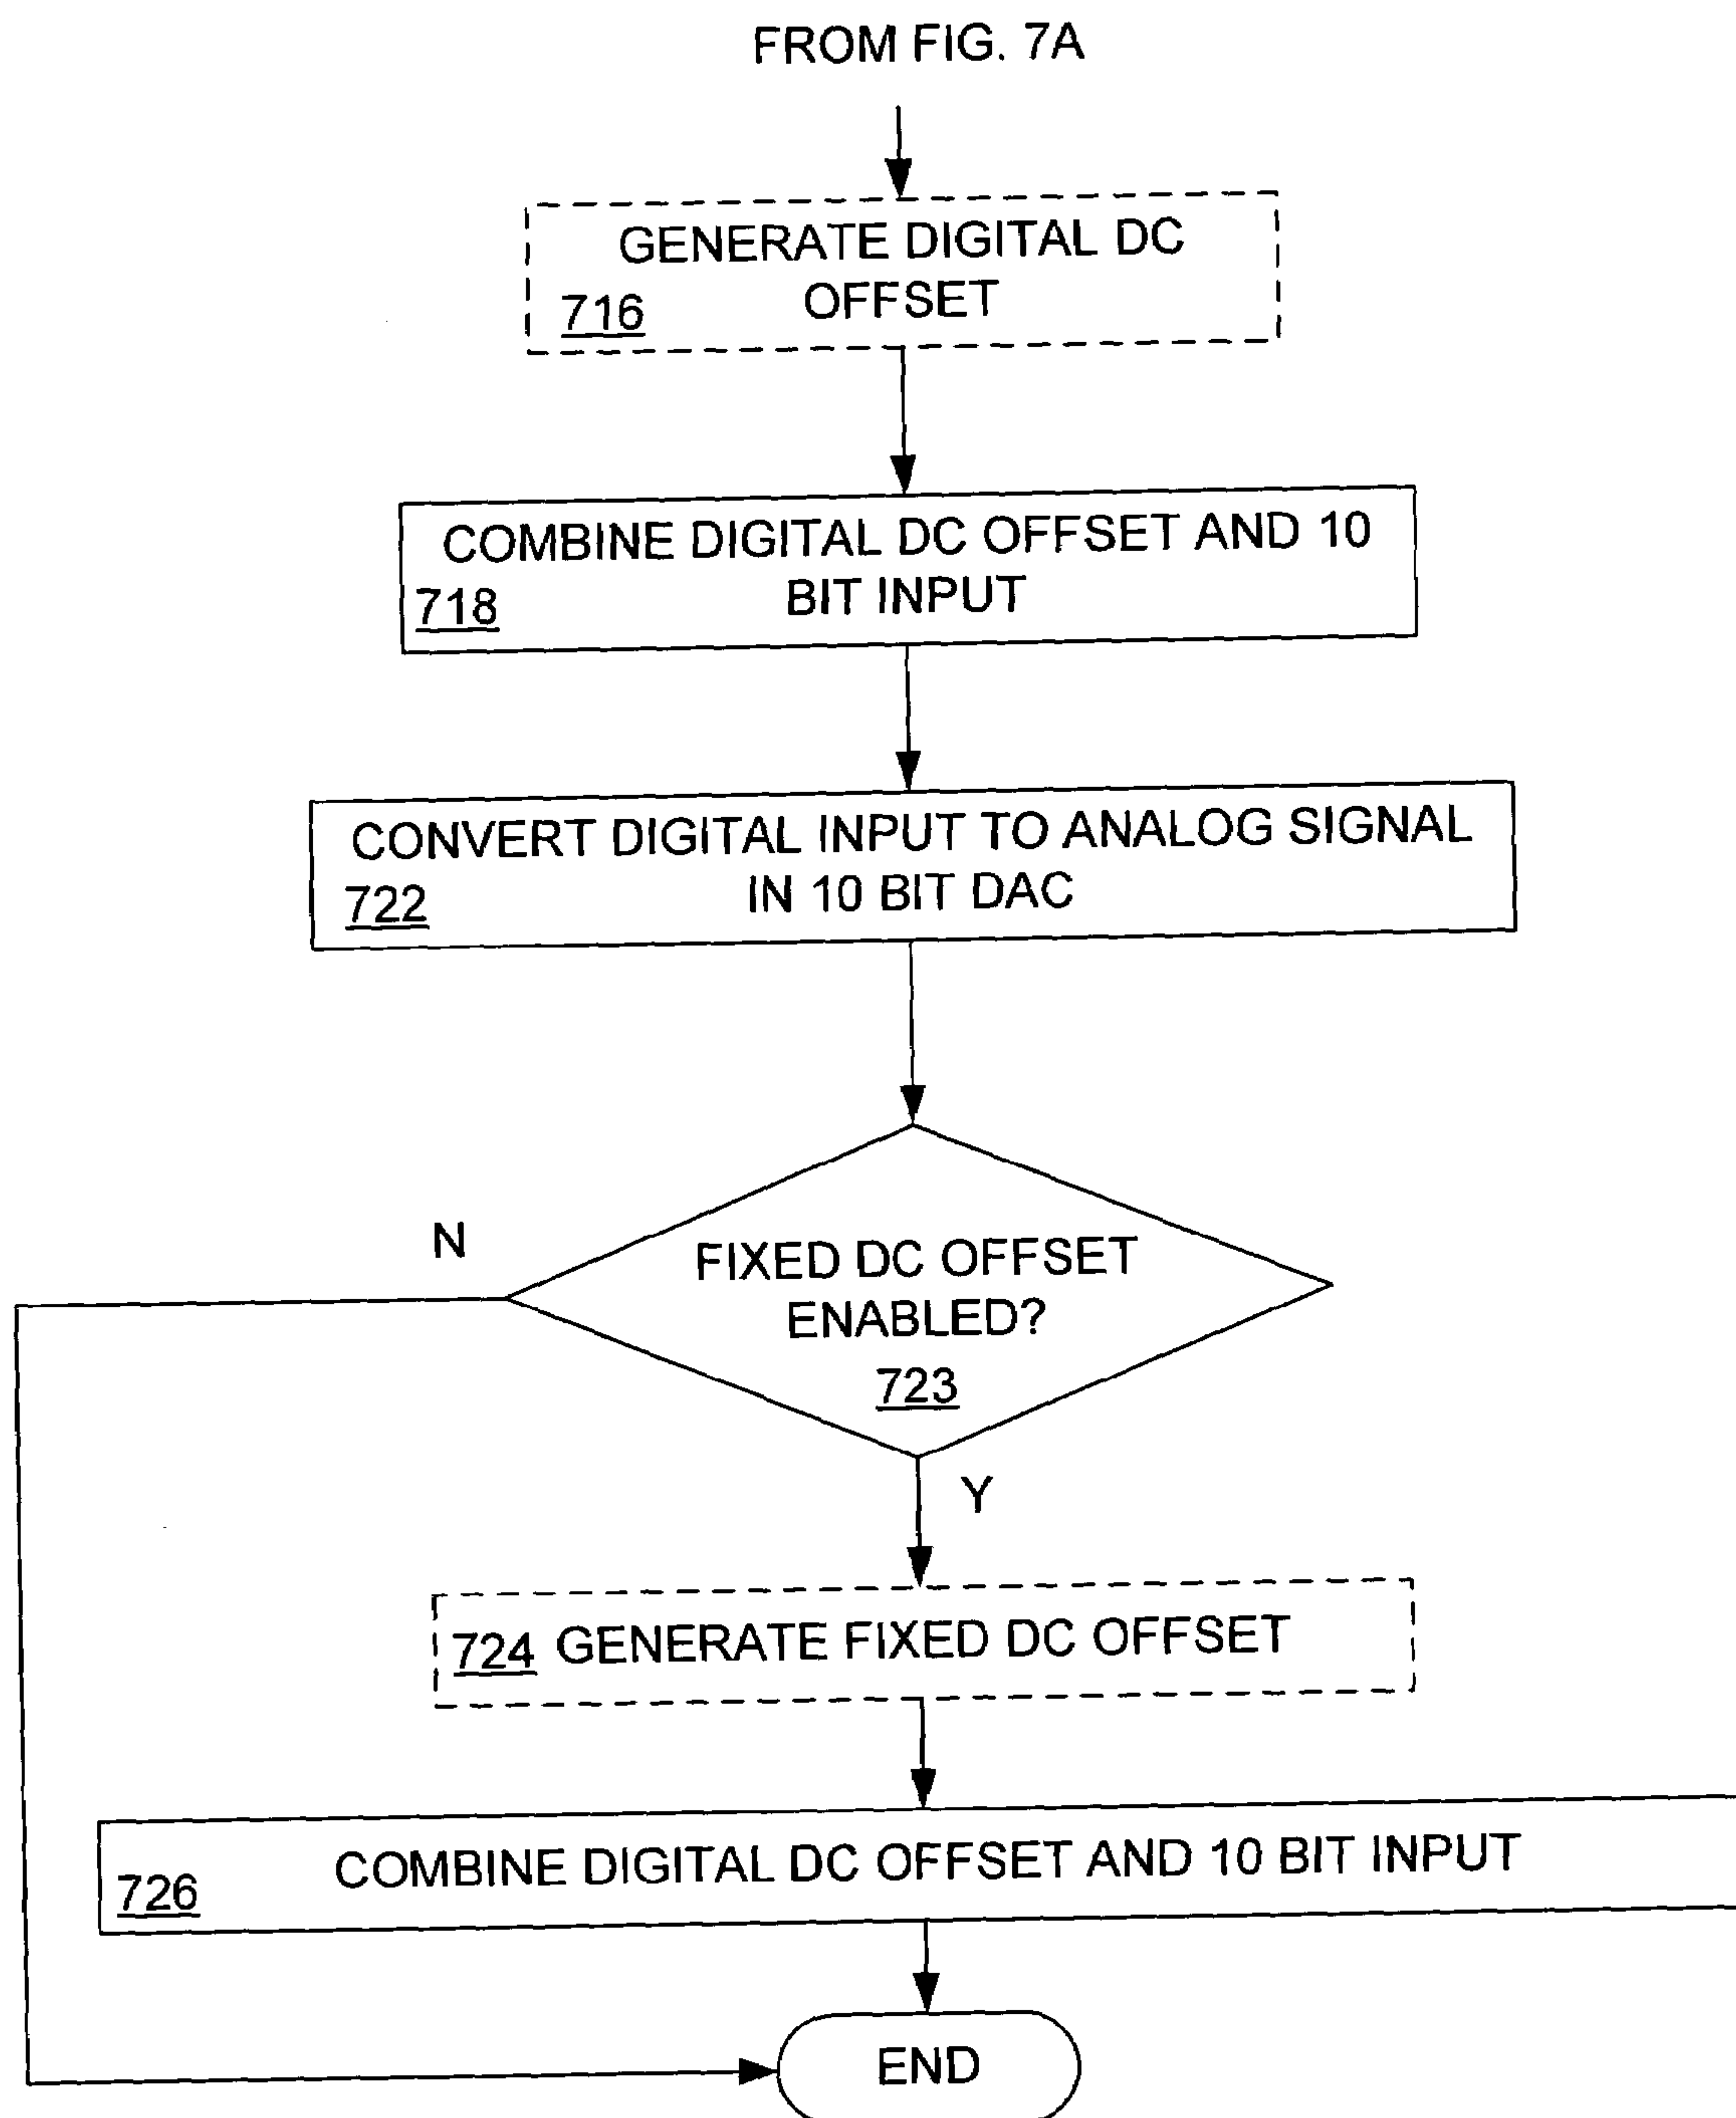 FROM FIG. 7A
GENERATE DIGITAL DC
OFFSET
716
COMBINE DIGITAL DC OFFSET AND 10
BIT INPUT
718
CONVERT DIGITAL INPUT TO ANALOG SIGNAL
IN 10 BIT DAC
722
N
FIXED DC OFFSET
ENABLED?
723
Y
724 GENERATE FIXED DC OFFSET
COMBINE DIGITAL DC OFFSET AND 10 BIT INPUT
726
END